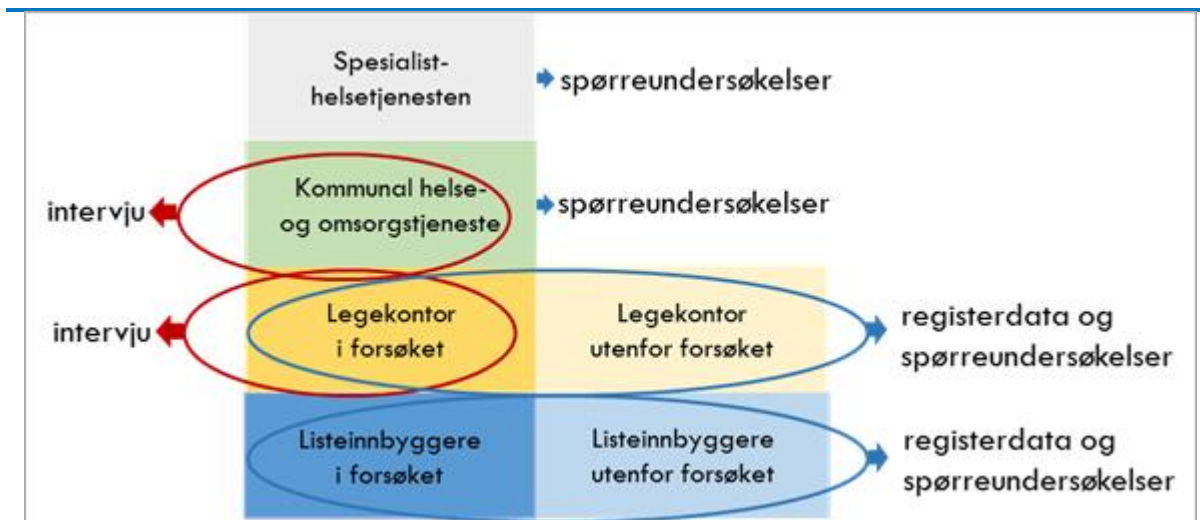 Spesialist-
helsetjenesten
spørreundersøkelser
intervju
Kommunal helse-
og omsorgstjeneste
spørreundersøkelser
intervju
Legekontor
i forsøket
Legekontor
utenfor forsøket
registerdata og
spørreundersøkelser
Listeinnbyggere
i forsøket
Listeinnbyggere
utenfor forsøket
registerdata og
spørreundersøkelser